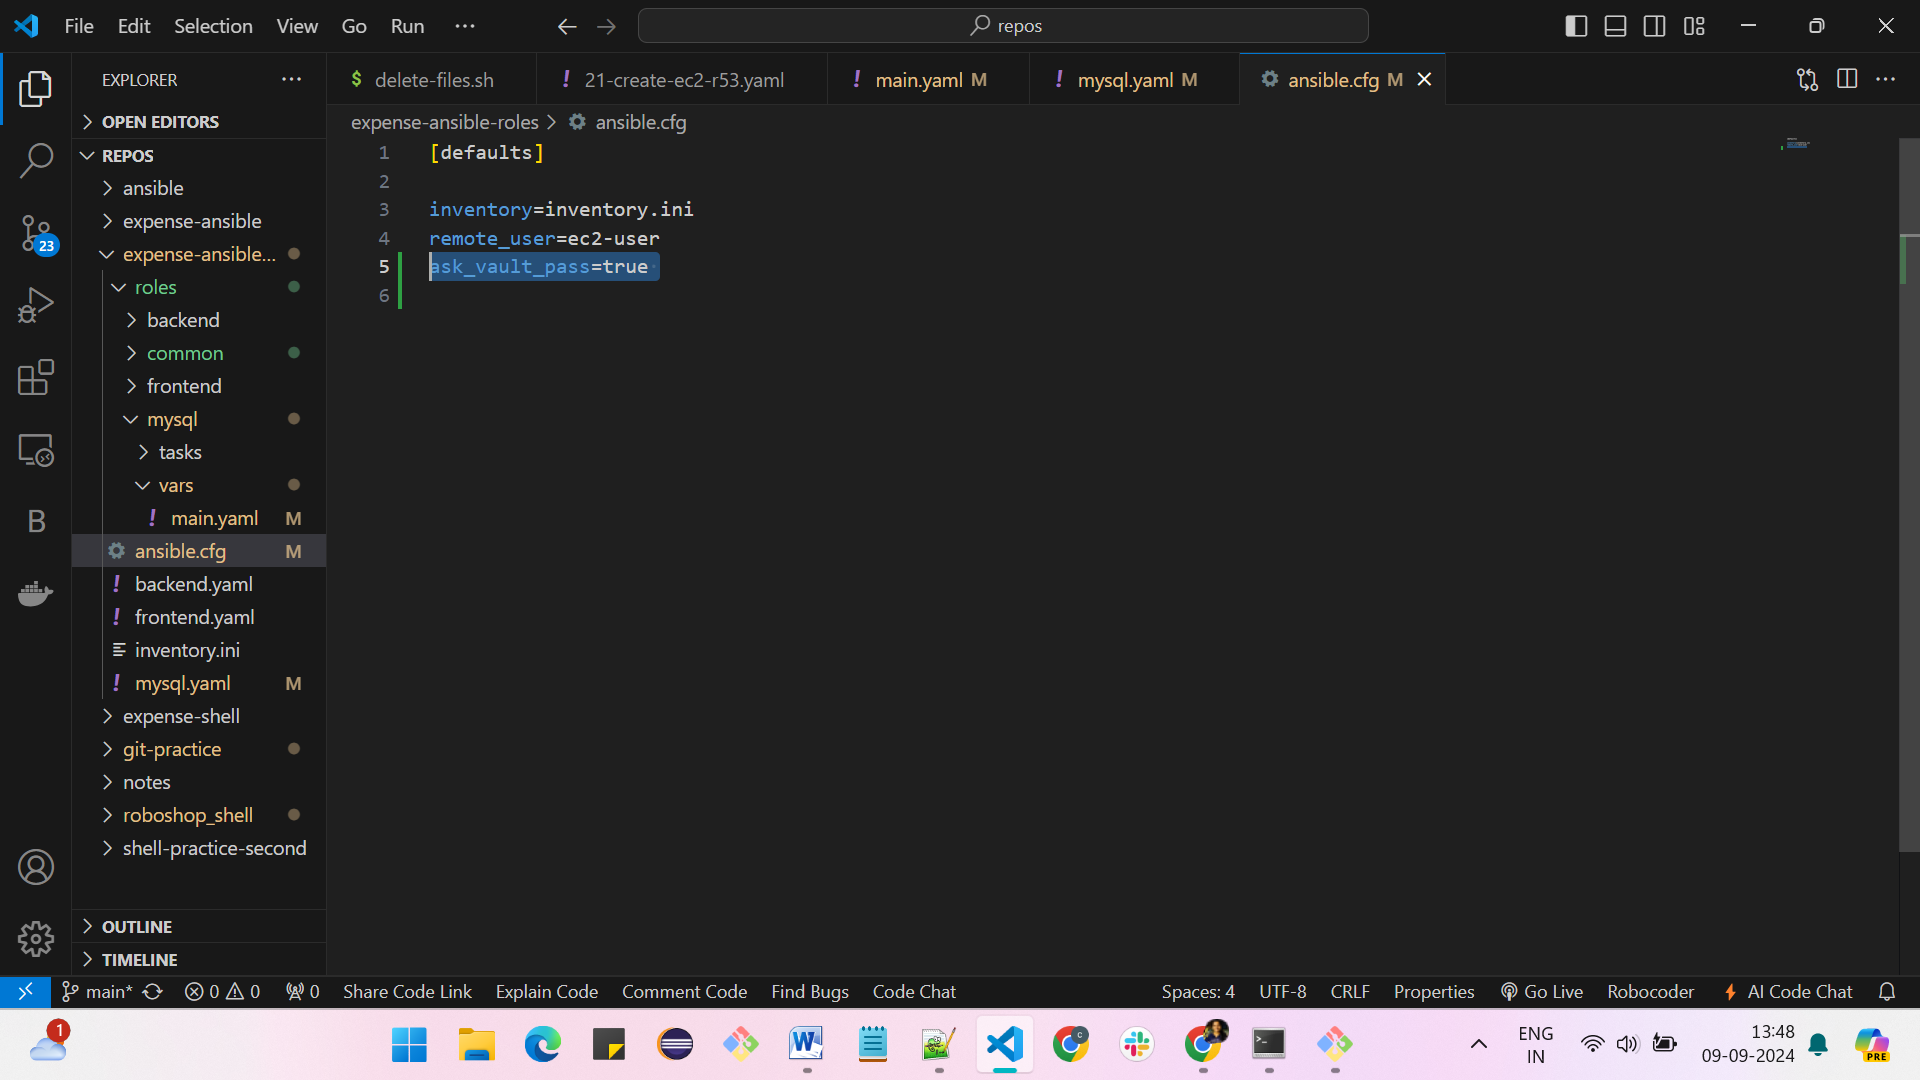 File Edit Selection View Go Run ···
repos
EXPLORER ···
OPEN EDITORS
REPOS
ansible
expense-ansible
expense-ansible...
roles
backend
common
frontend
mysql
tasks
vars
! main.yaml M
ansible.cfg M
! backend.yaml
! frontend.yaml
inventory.ini
! mysql.yaml M
expense-shell
git-practice
notes
roboshop_shell
shell-practice-second
OUTLINE
TIMELINE
23
B
$ delete-files.sh ! 21-create-ec2-r53.yaml ! main.yaml M ! mysql.yaml M ansible.cfg M
expense-ansible-roles > ansible.cfg
1 [defaults]
2
3 inventory=inventory.ini
4 remote_user=ec2-user
5 ask_vault_pass=true
6
main* 0 0 0 Share Code Link Explain Code Comment Code Find Bugs Code Chat Spaces: 4 UTF-8 CRLF Properties Go Live Robocoder AI Code Chat
1
W
C
ENG
IN
13:48
09-09-2024
PRE